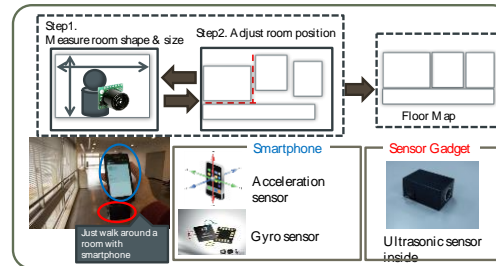 Step1.
Measure room shape & size
Step2. Adjust room position
Floor Map
Just walk around a
room with
smartphone
Smartphone
Acceleration
sensor
Gyro sensor
Sensor Gadget
Ultrasonic sensor
inside